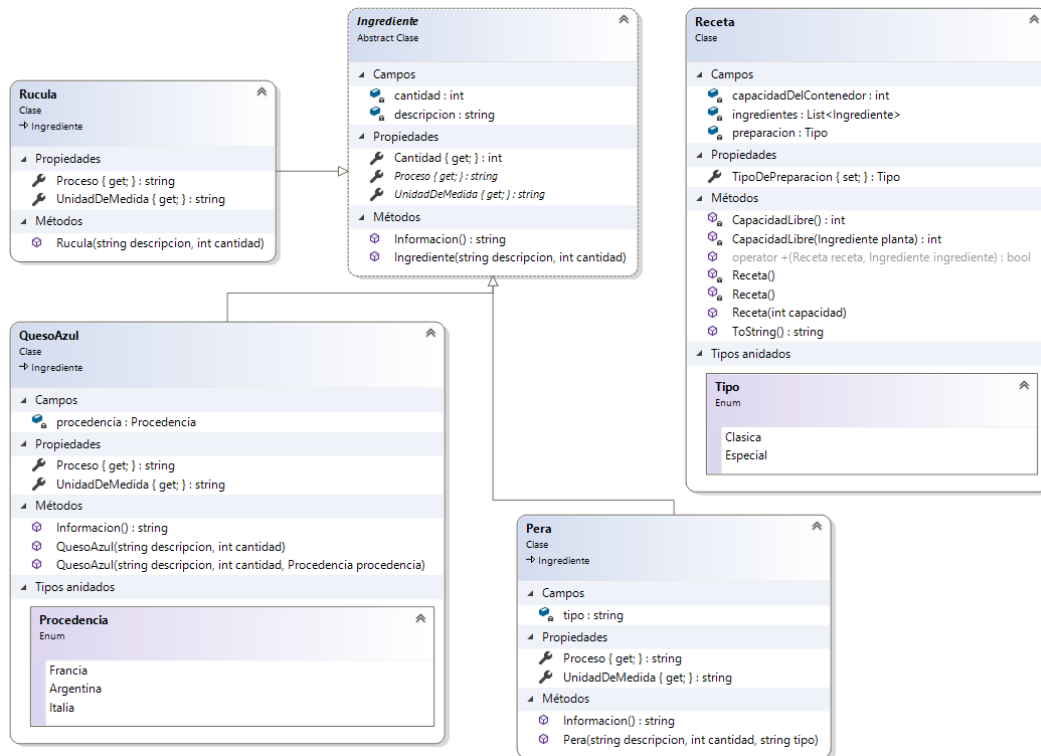 Rucula
Clase
Ingrediente
Propiedades
Proceso { get; } : string
UnidadDeMedida { get; } : string
Métodos
Rucula(string descripcion, int cantidad)
Ingrediente
Abstract Clase
Campos
cantidad : int
descripcion : string
Propiedades
Cantidad { get; } : int
Proceso { get; } : string
UnidadDeMedida { get; } : string
Métodos
Informacion() : string
Ingrediente(string descripcion, int cantidad)
Receta
Clase
Campos
capacidadDelContenedor : int
ingredientes : List<Ingrediente>
preparacion : Tipo
Propiedades
TipoDePreparacion { set; } : Tipo
Métodos
CapacidadLibre() : int
CapacidadLibre(Ingrediente planta) : int
operator +(Receta receta, Ingrediente ingrediente) : bool
Receta()
Receta()
Receta(int capacidad)
ToString() : string
Tipos anidados
Tipo
Enum
Clasica
Especial
QuesoAzul
Clase
Ingrediente
Campos
procedencia : Procedencia
Propiedades
Proceso { get; } : string
UnidadDeMedida { get; } : string
Métodos
Informacion() : string
QuesoAzul(string descripcion, int cantidad)
QuesoAzul(string descripcion, int cantidad, Procedencia procedencia)
Tipos anidados
Procedencia
Enum
Francia
Argentina
Italia
Pera
Clase
Ingrediente
Campos
tipo : string
Propiedades
Proceso { get; } : string
UnidadDeMedida { get; } : string
Métodos
Informacion() : string
Pera(string descripcion, int cantidad, string tipo)